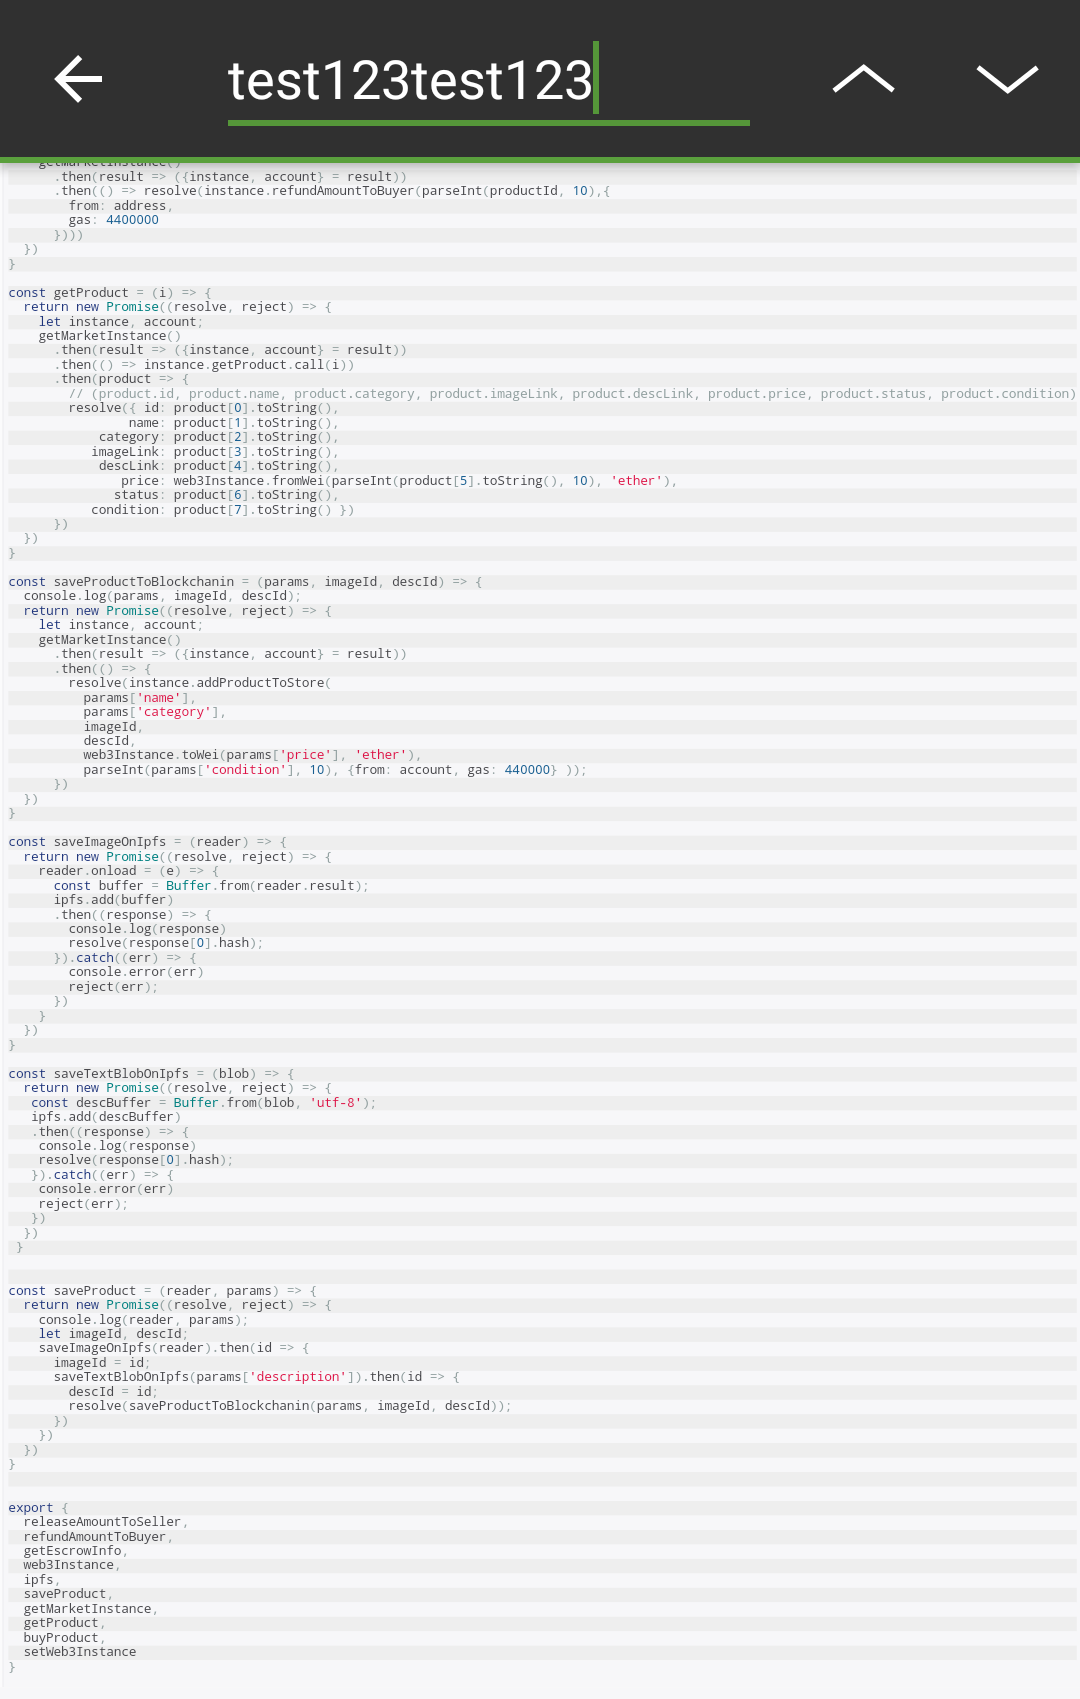 test123test123
getMarketInstance()
.then(result => ({instance, account} = result))
.then(() => resolve(instance.refundAmountToBuyer(parseInt(productId, 10),{
from: address,
gas: 4400000
})))
})
}
const getProduct = (i) => {
return new Promise((resolve, reject) => {
let instance, account;
getMarketInstance()
.then(result => ({instance, account} = result))
.then(() => instance.getProduct.call(i))
.then(product => {
// (product.id, product.name, product.category, product.imageLink, product.descLink, product.price, product.status, product.condition)
resolve({ id: product[0].toString(),
name: product[1].toString(),
category: product[2].toString(),
imageLink: product[3].toString(),
descLink: product[4].toString(),
price: web3Instance.fromWei(parseInt(product[5].toString(), 10), 'ether'),
status: product[6].toString(),
condition: product[7].toString() })
})
})
}
const saveProductToBlockchanin = (params, imageId, descId) => {
console.log(params, imageId, descId);
return new Promise((resolve, reject) => {
let instance, account;
getMarketInstance()
.then(result => ({instance, account} = result))
.then(() => {
resolve(instance.addProductToStore(
params['name'],
params['category'],
imageId,
descId,
web3Instance.toWei(params['price'], 'ether'),
parseInt(params['condition'], 10), {from: account, gas: 440000} ));
})
})
}
const saveImageOnIpfs = (reader) => {
return new Promise((resolve, reject) => {
reader.onload = (e) => {
const buffer = Buffer.from(reader.result);
ipfs.add(buffer)
.then((response) => {
console.log(response)
resolve(response[0].hash);
}).catch((err) => {
console.error(err)
reject(err);
})
}
})
}
const saveTextBlobOnIpfs = (blob) => {
return new Promise((resolve, reject) => {
const descBuffer = Buffer.from(blob, 'utf-8');
ipfs.add(descBuffer)
.then((response) => {
console.log(response)
resolve(response[0].hash);
}).catch((err) => {
console.error(err)
reject(err);
})
})
}
const saveProduct = (reader, params) => {
return new Promise((resolve, reject) => {
console.log(reader, params);
let imageId, descId;
saveImageOnIpfs(reader).then(id => {
imageId = id;
saveTextBlobOnIpfs(params['description']).then(id => {
descId = id;
resolve(saveProductToBlockchanin(params, imageId, descId));
})
})
})
}
export {
releaseAmountToSeller,
refundAmountToBuyer,
getEscrowInfo,
web3Instance,
ipfs,
saveProduct,
getMarketInstance,
getProduct,
buyProduct,
setWeb3Instance
}